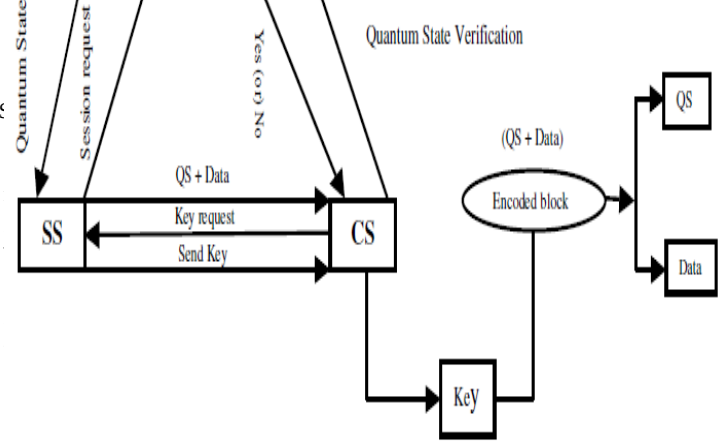 Quantum State
Session request
Yes (or) No
Quantum State Verification
QS
(QS + Data)
QS + Data
Encoded block
Key request
SS
CS
Send Key
Data
Key